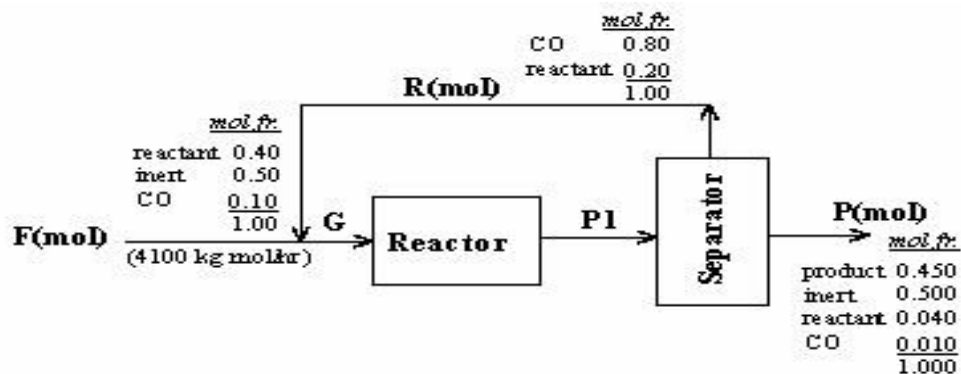 mol. fr.
CO 0.80
reactant 0.20
1.00
R(mol)
mol. fr.
reactant 0.40
inert 0.50
CO 0.10
1.00
F(mol)
(4100 kg mol/hr)
G
Reactor
P1
Separator
P(mol)
mol. fr.
product 0.450
inert 0.500
reactant 0.040
CO 0.010
1.000